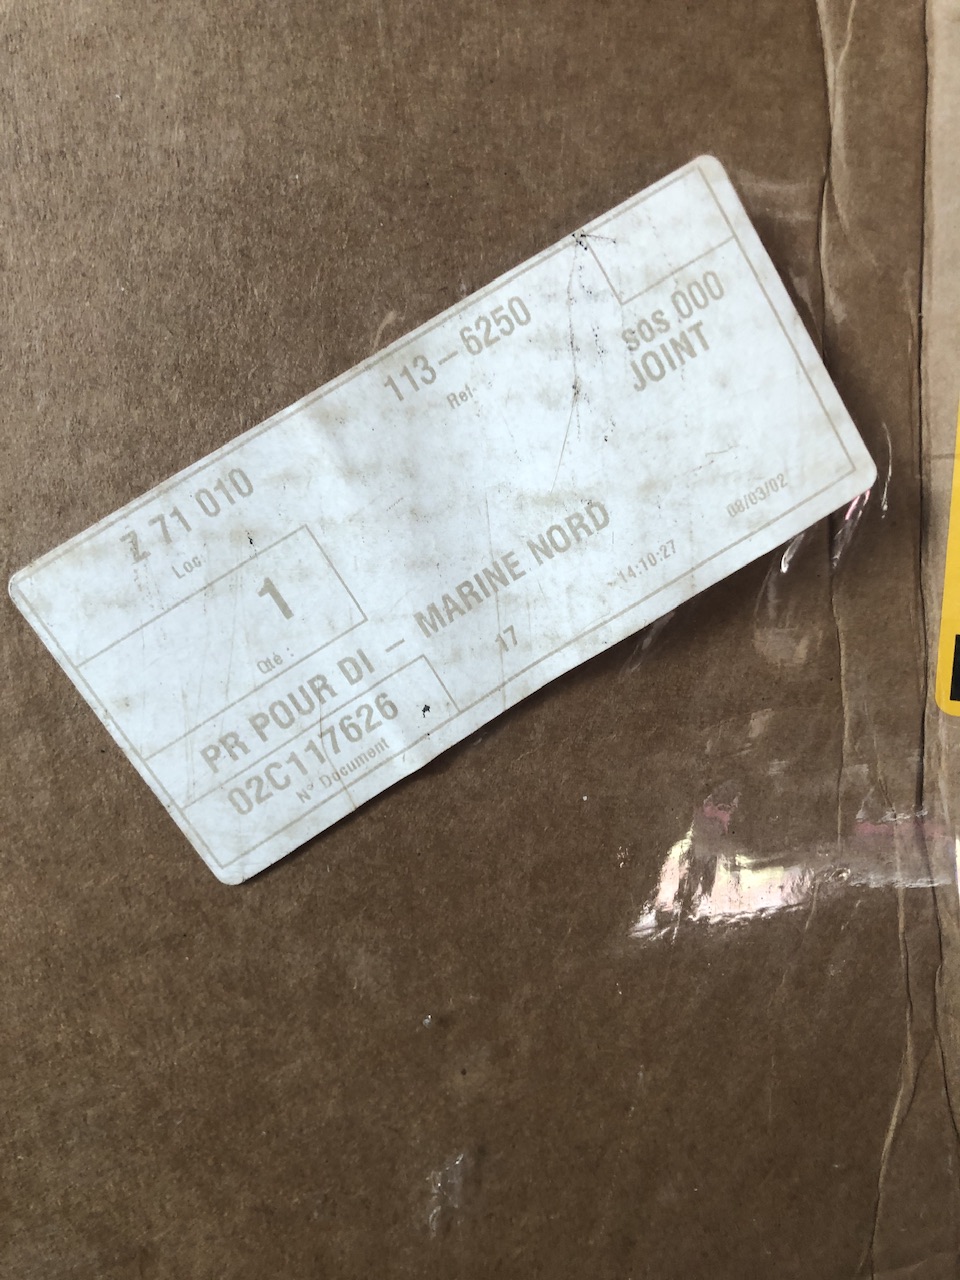 Z 71 010
Loc :
113-6250
Ref.
sos 000
JOINT
1
Qté :
PR POUR DI - MARINE NORD
02C117626
N° Document
17
14:10:27
08/03/02